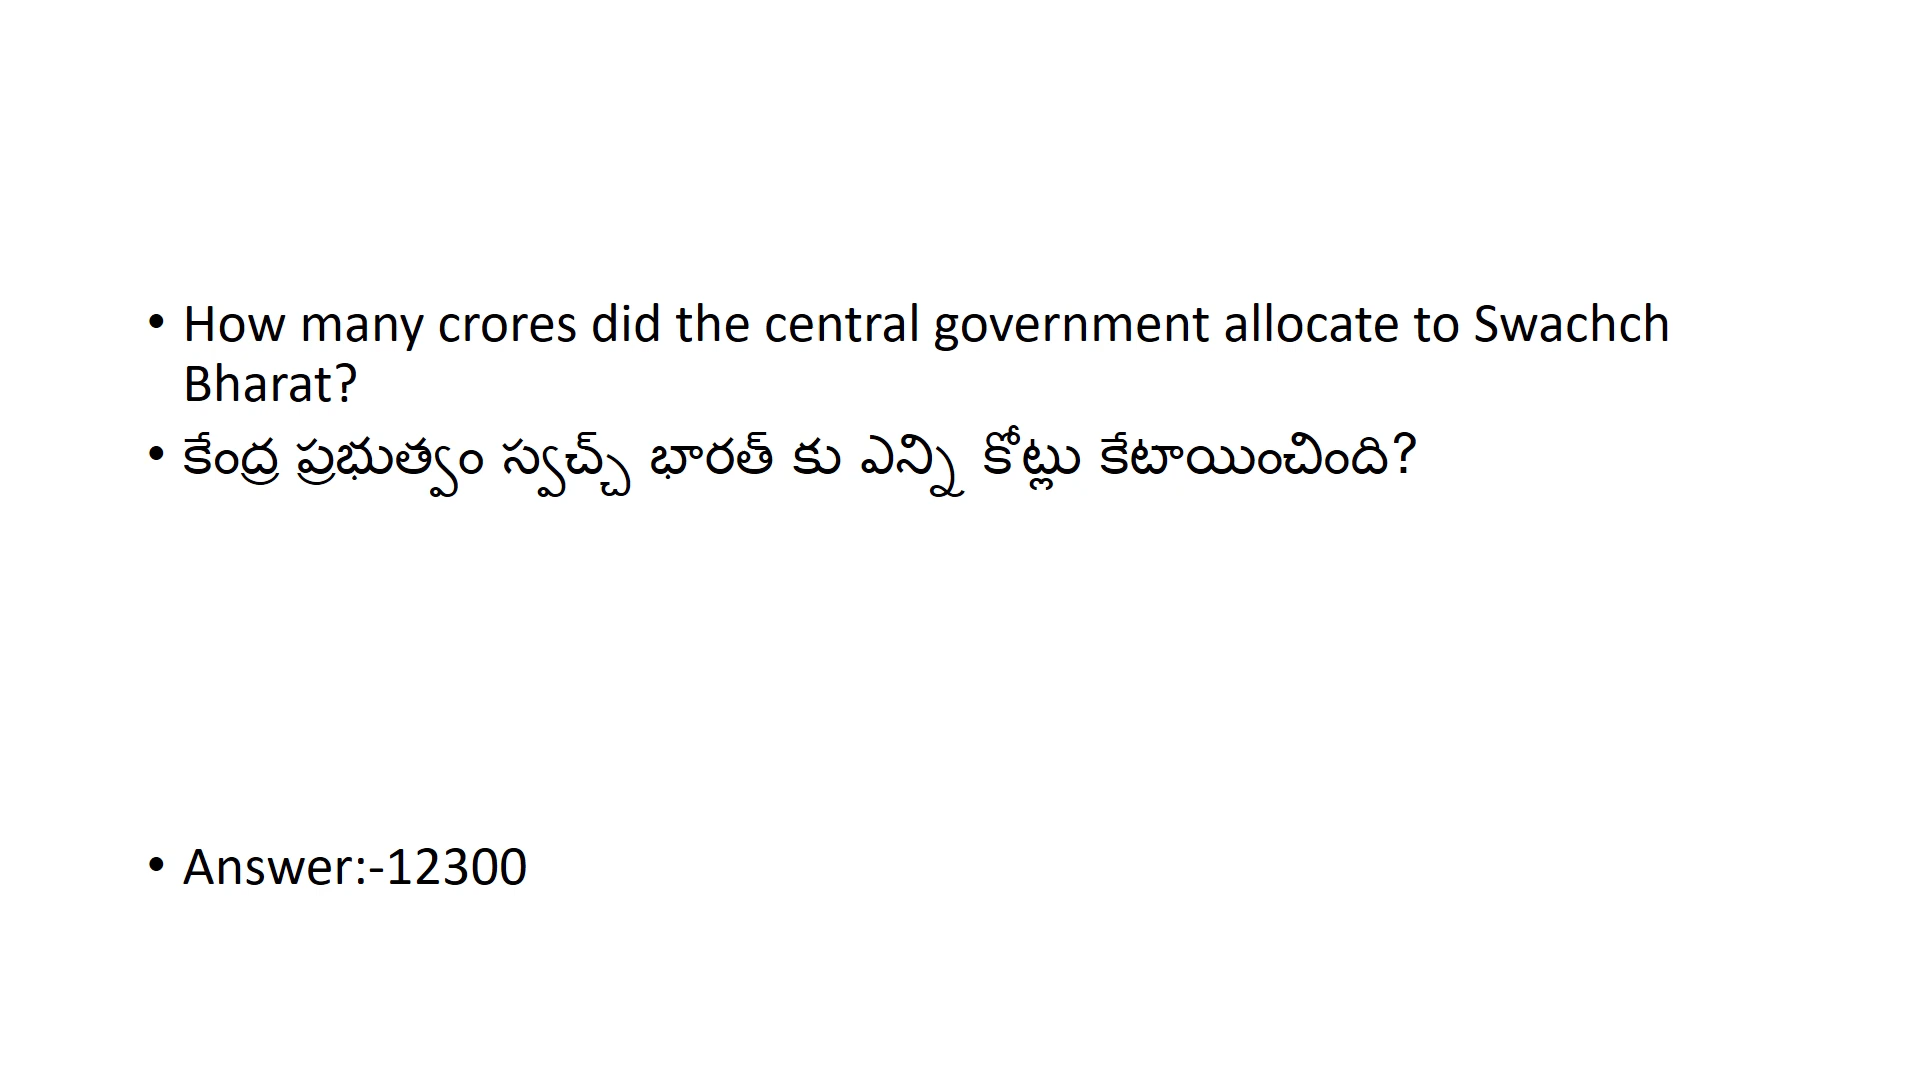 • How many crores did the central government allocate to Swachch
Bharat?
• కేంద్ర ప్రభుత్వం స్వచ్చ్ భారత్ కు ఎన్ని కోట్లు కేటాయించింది?
• Answer:-12300